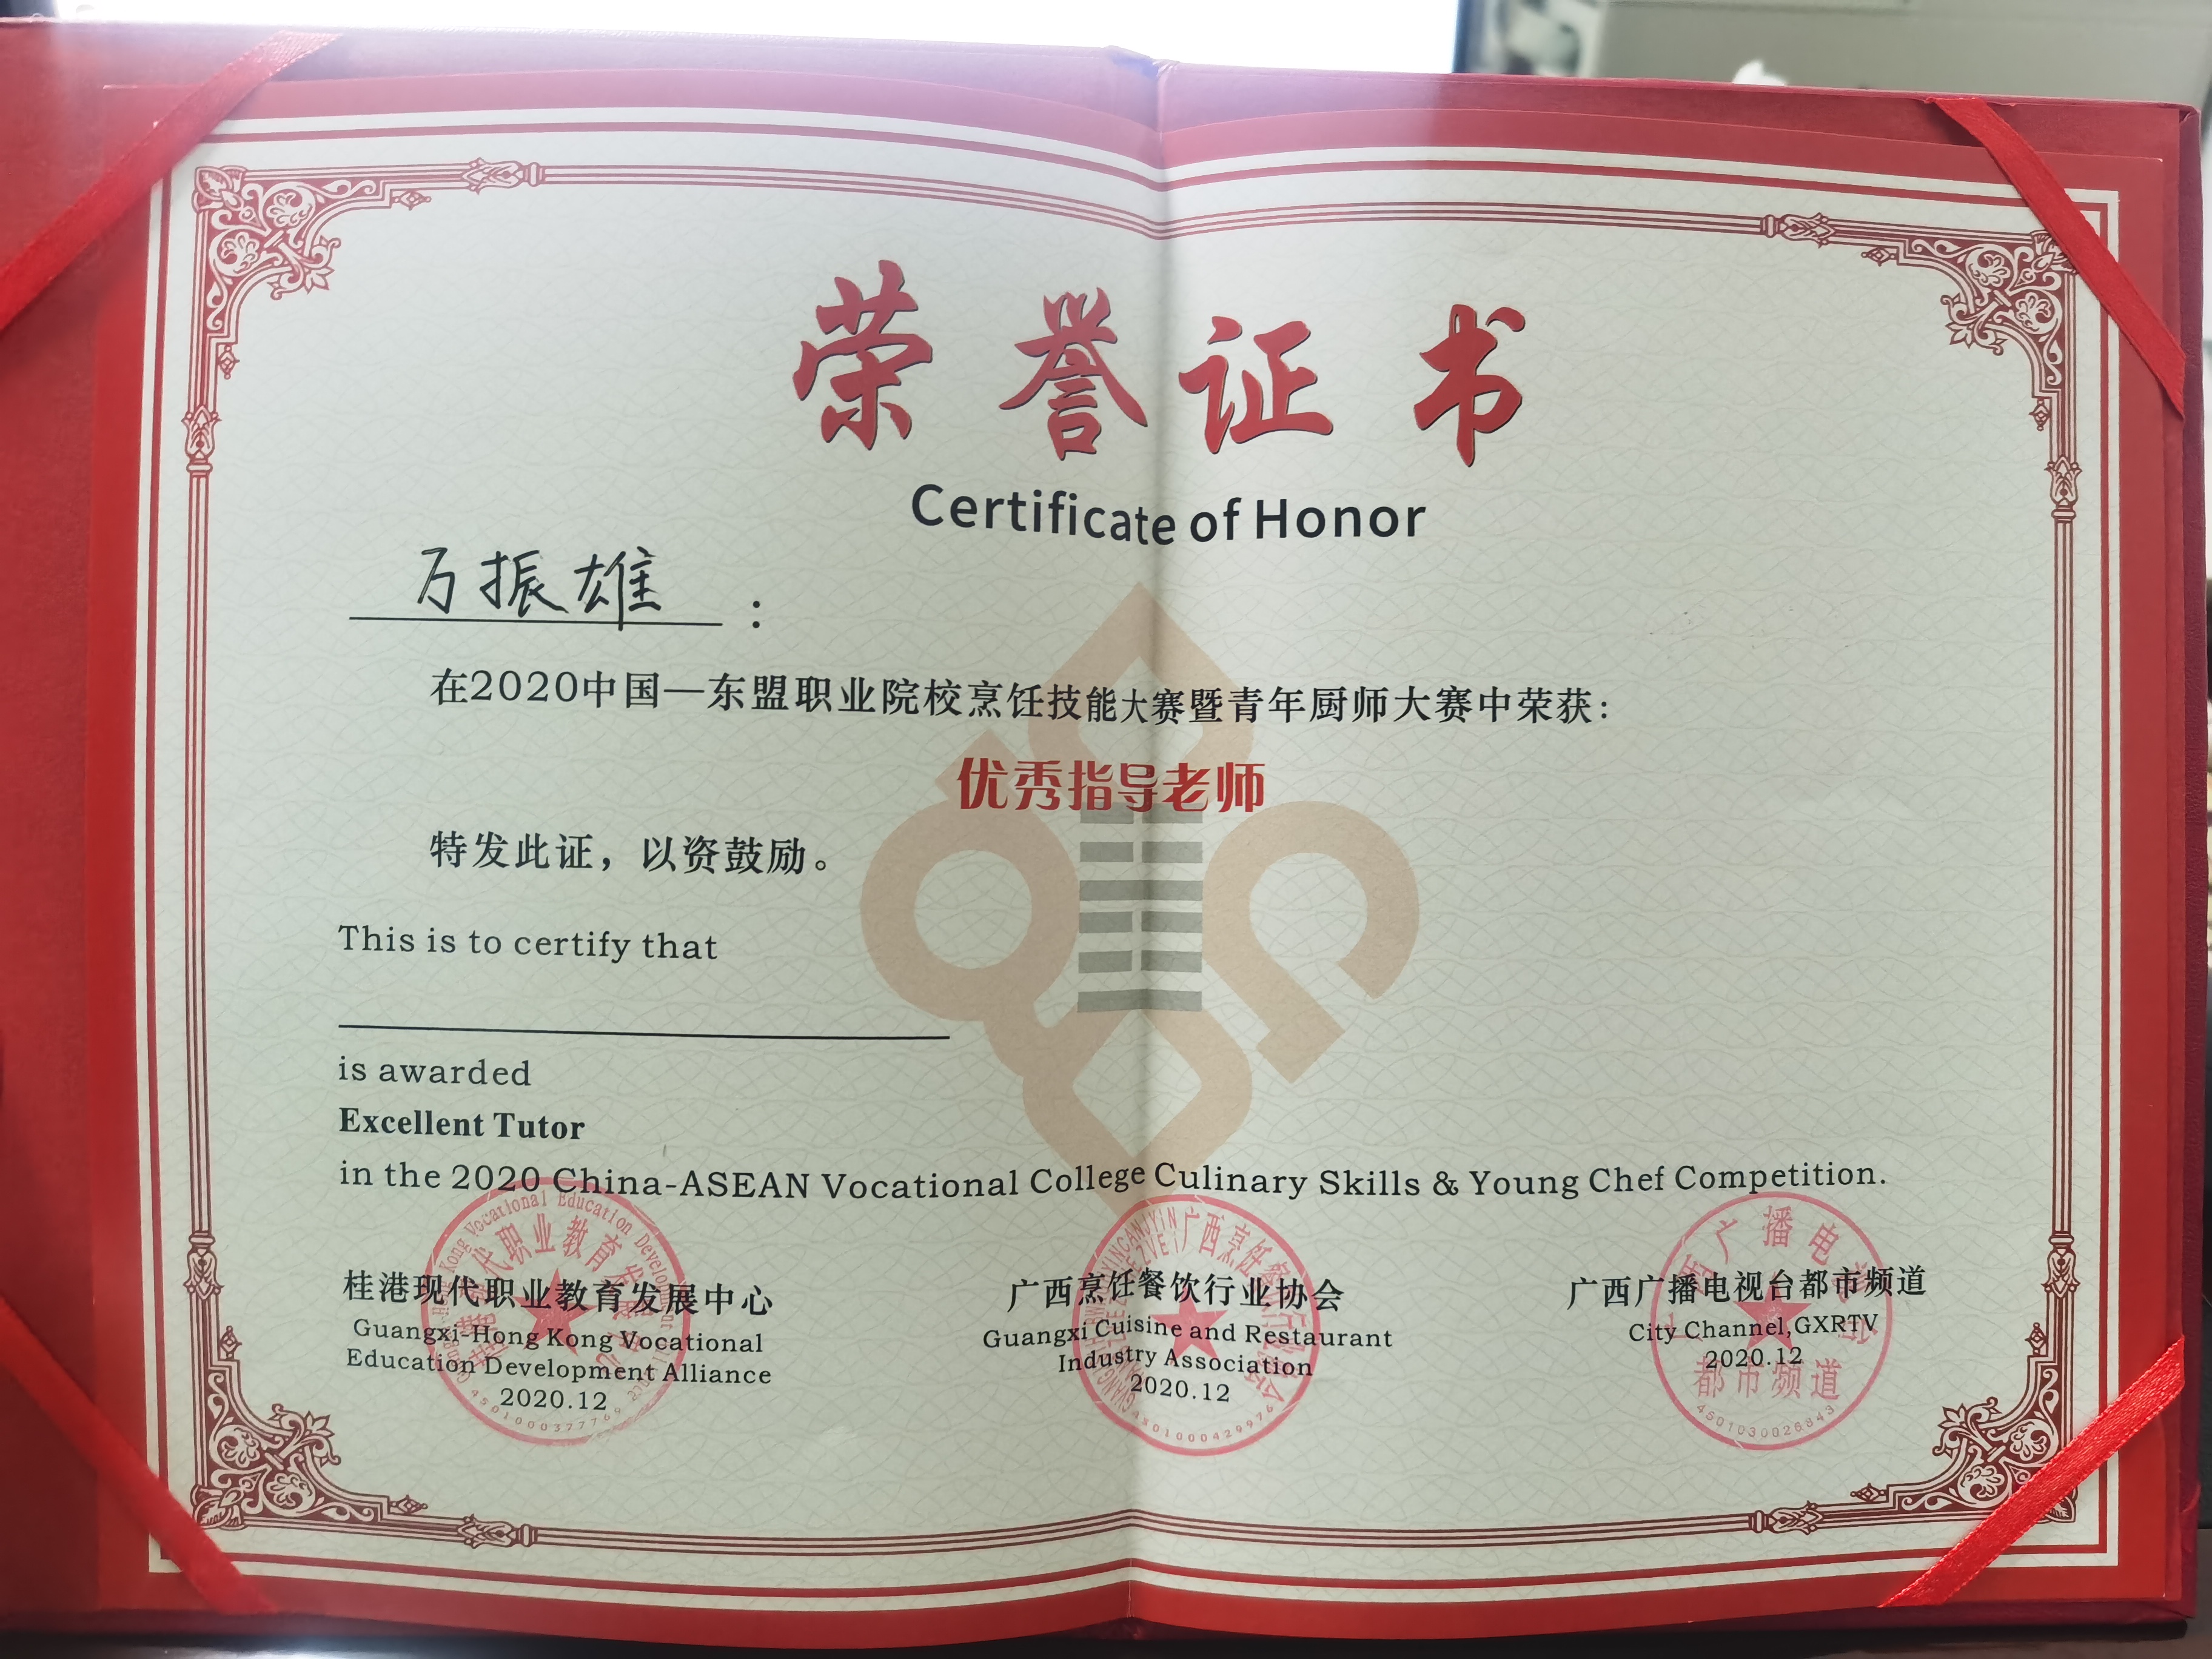 荣誉证书
Certificate of Honor
万振雄：
在2020中国—东盟职业院校烹饪技能大赛暨青年厨师大赛中荣获：
优秀指导老师
特发此证，以资鼓励。
This is to certify that
is awarded
Excellent Tutor
in the 2020 China-ASEAN Vocational College Culinary Skills & Young Chef Competition.
桂港现代职业教育发展中心
Guangxi-Hong Kong Vocational
Education Development Alliance
2020.12
广西烹饪餐饮行业协会
Guangxi Cuisine and Restaurant
Industry Association
2020.12
广西广播电视台都市频道
City Channel,GXRTV
2020.12
都市频道
4501030026843